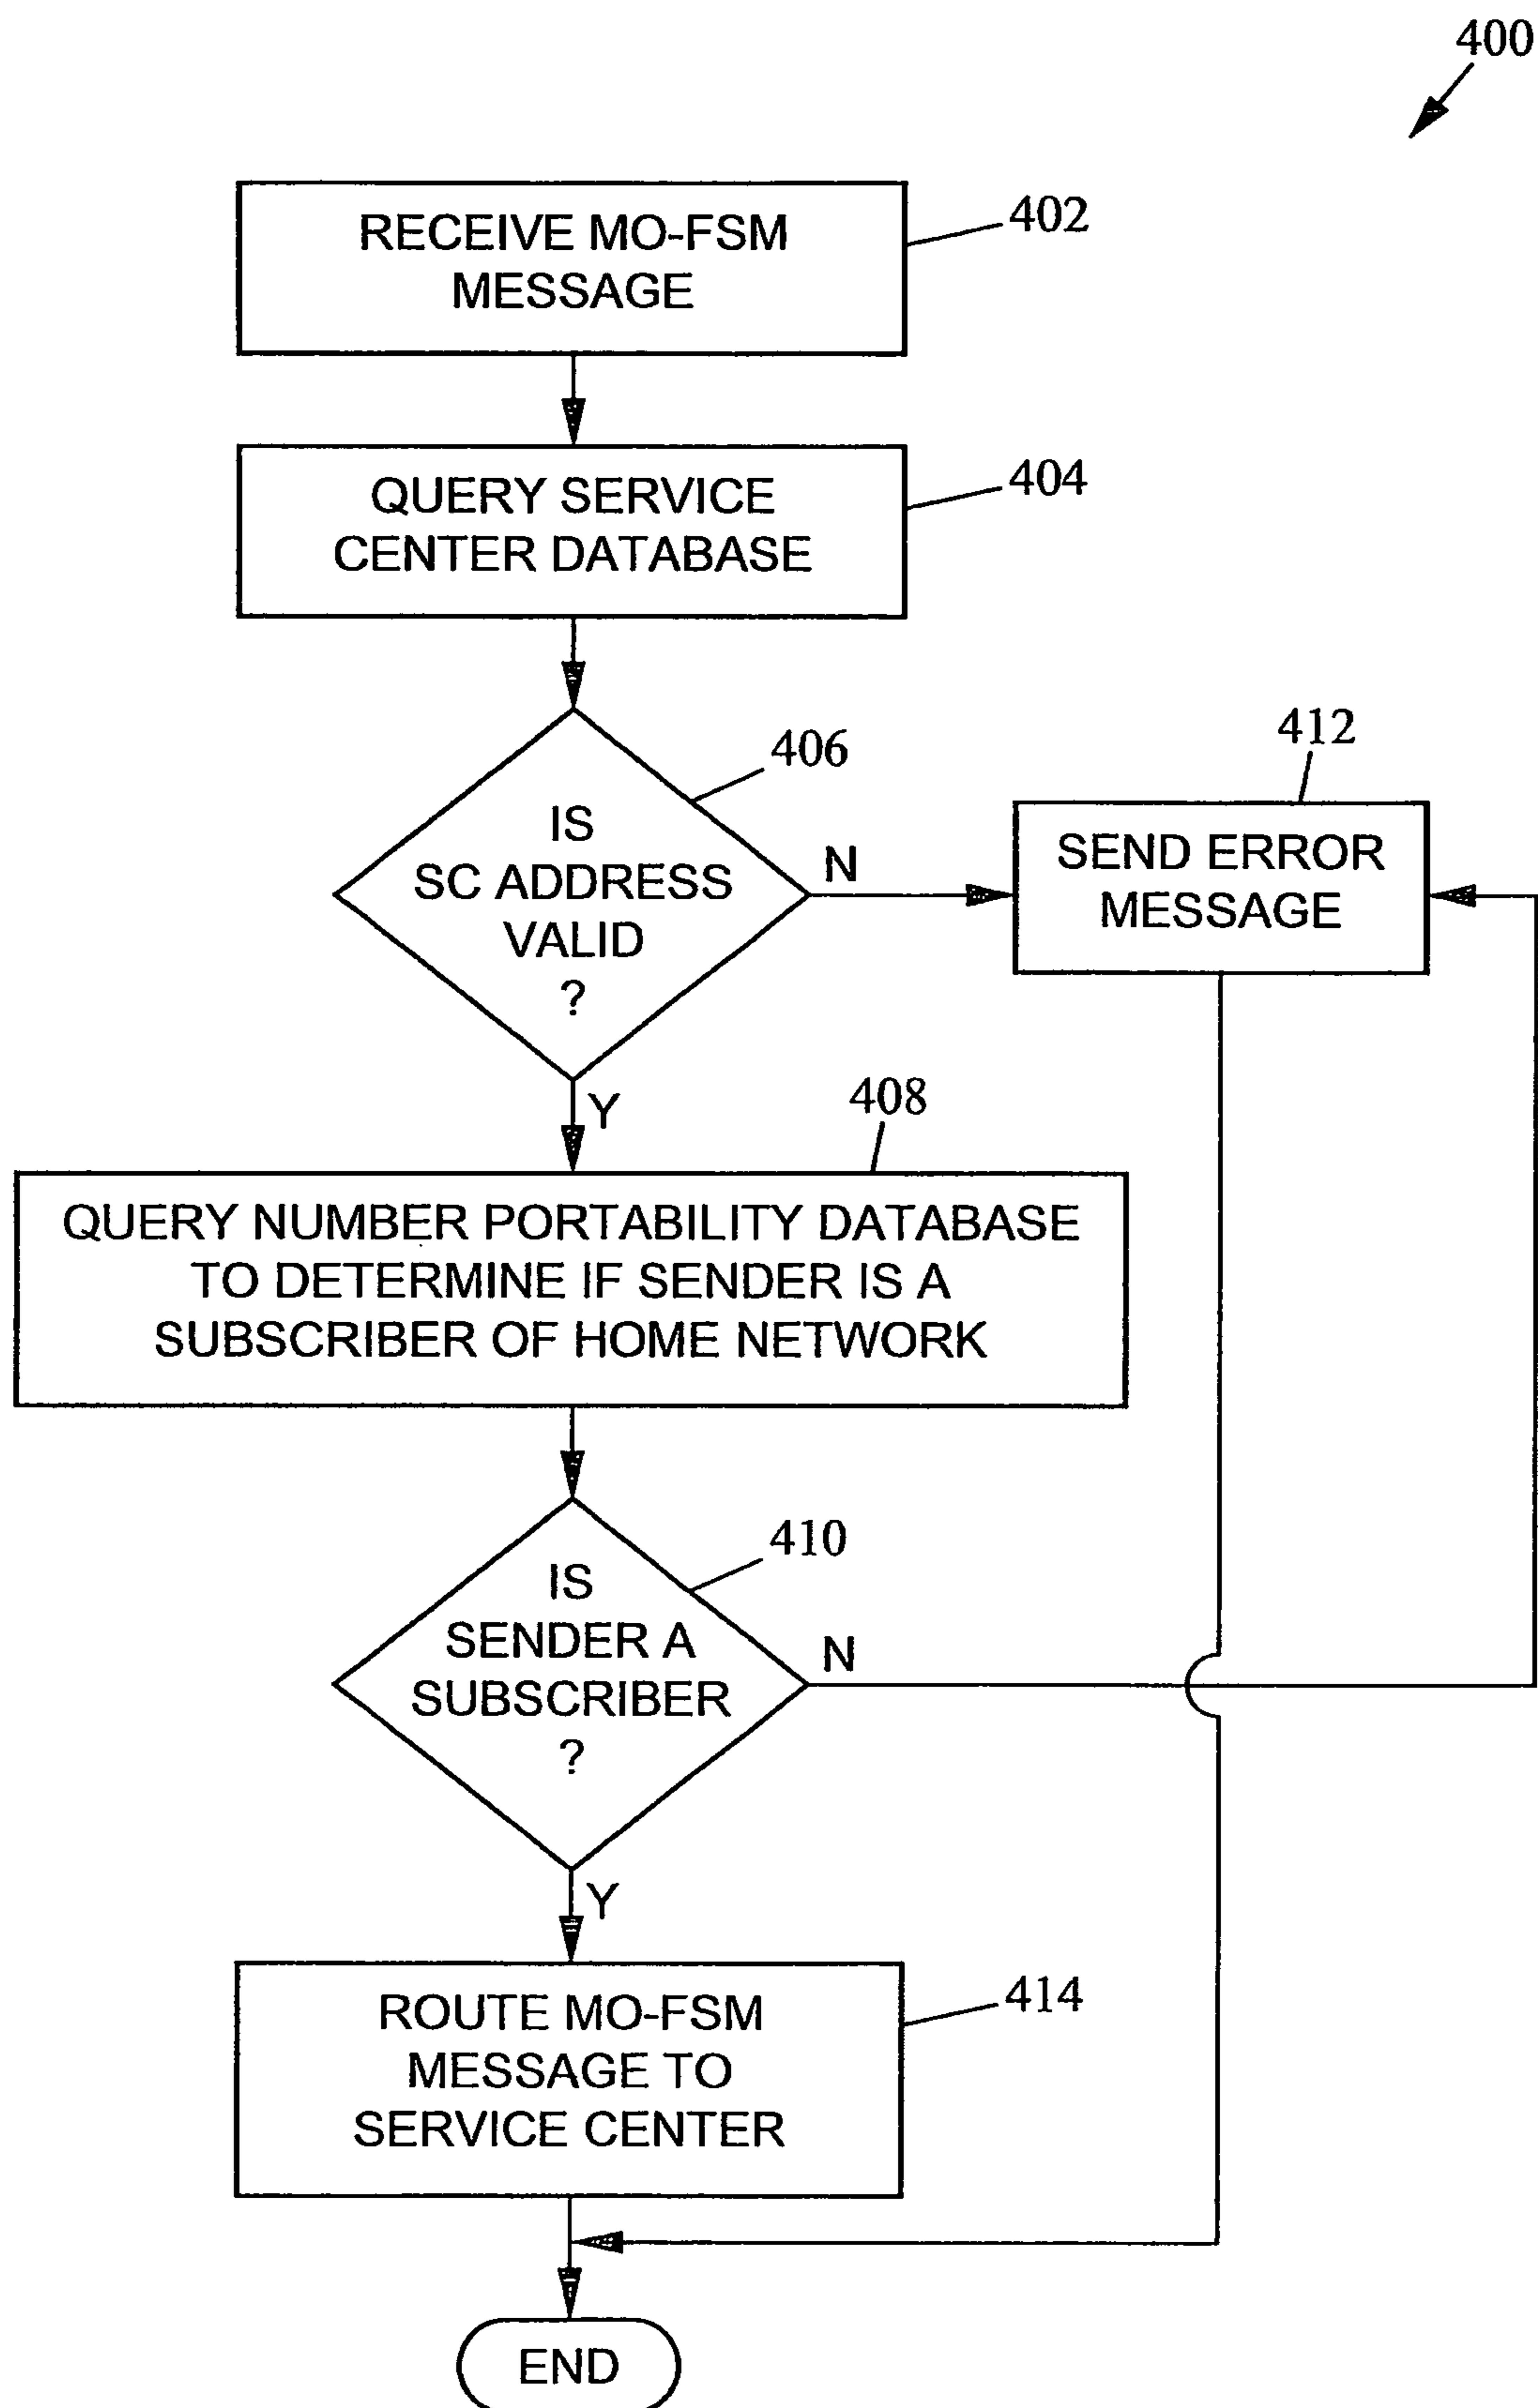 400
RECEIVE MO-FSM
MESSAGE
402
QUERY SERVICE
CENTER DATABASE
404
IS
SC ADDRESS
VALID
?
406
N
412
SEND ERROR
MESSAGE
Y
408
QUERY NUMBER PORTABILITY DATABASE
TO DETERMINE IF SENDER IS A
SUBSCRIBER OF HOME NETWORK
IS
SENDER A
SUBSCRIBER
?
410
N
Y
ROUTE MO-FSM
MESSAGE TO
SERVICE CENTER
414
END